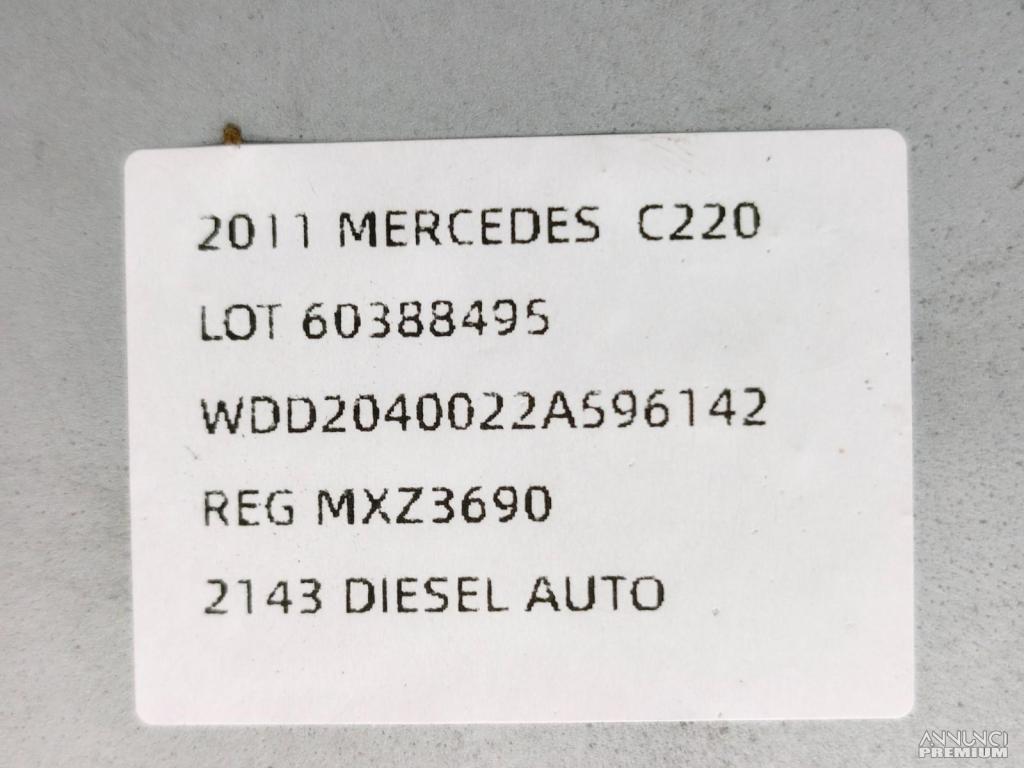 2011 MERCEDES C220
LOT 60388495
WDD2040022A596142
REG MXZ3690
2143 DIESEL AUTO
ANNUNCI
PREMIUM